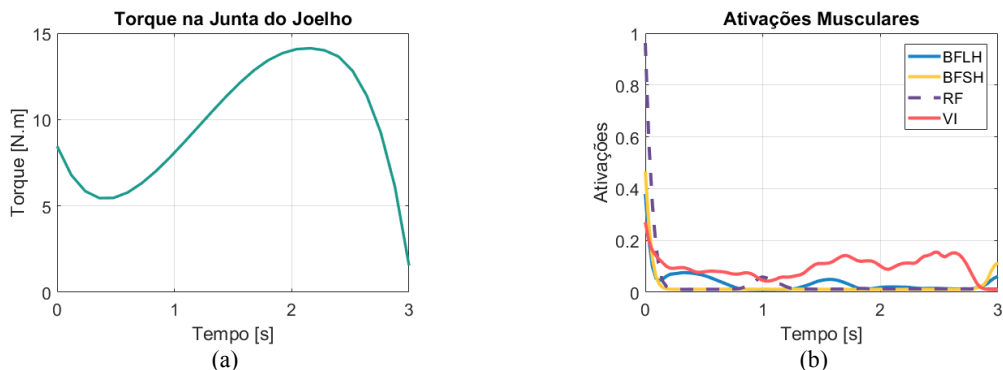 Torque na Junta do Joelho
15
10
5
0
Torque [N.m]
0 1 2 3
Tempo [s]
(a)
Ativações Musculares
1
0.8
0.6
0.4
0.2
0
Ativações
BFLH
BFSH
RF
VI
0 1 2 3
Tempo [s]
(b)